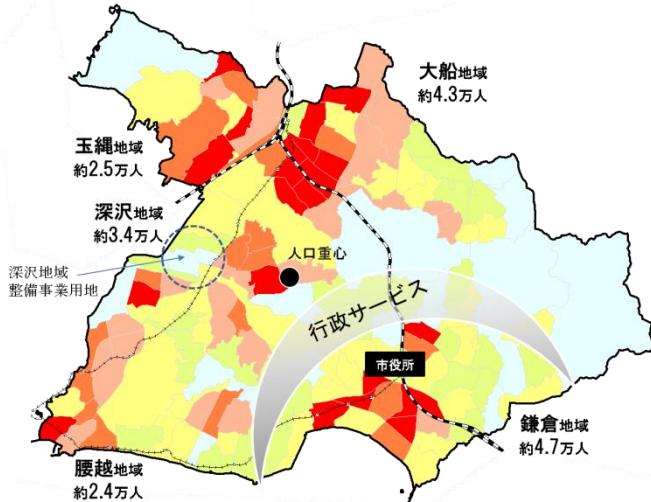 大船地域
約4.3万人
玉縄地域
約2.5万人
深沢地域
約3.4万人
深沢地域
整備事業用地
人口重心
行政サービス
市役所
鎌倉地域
約4.7万人
腰越地域
約2.4万人